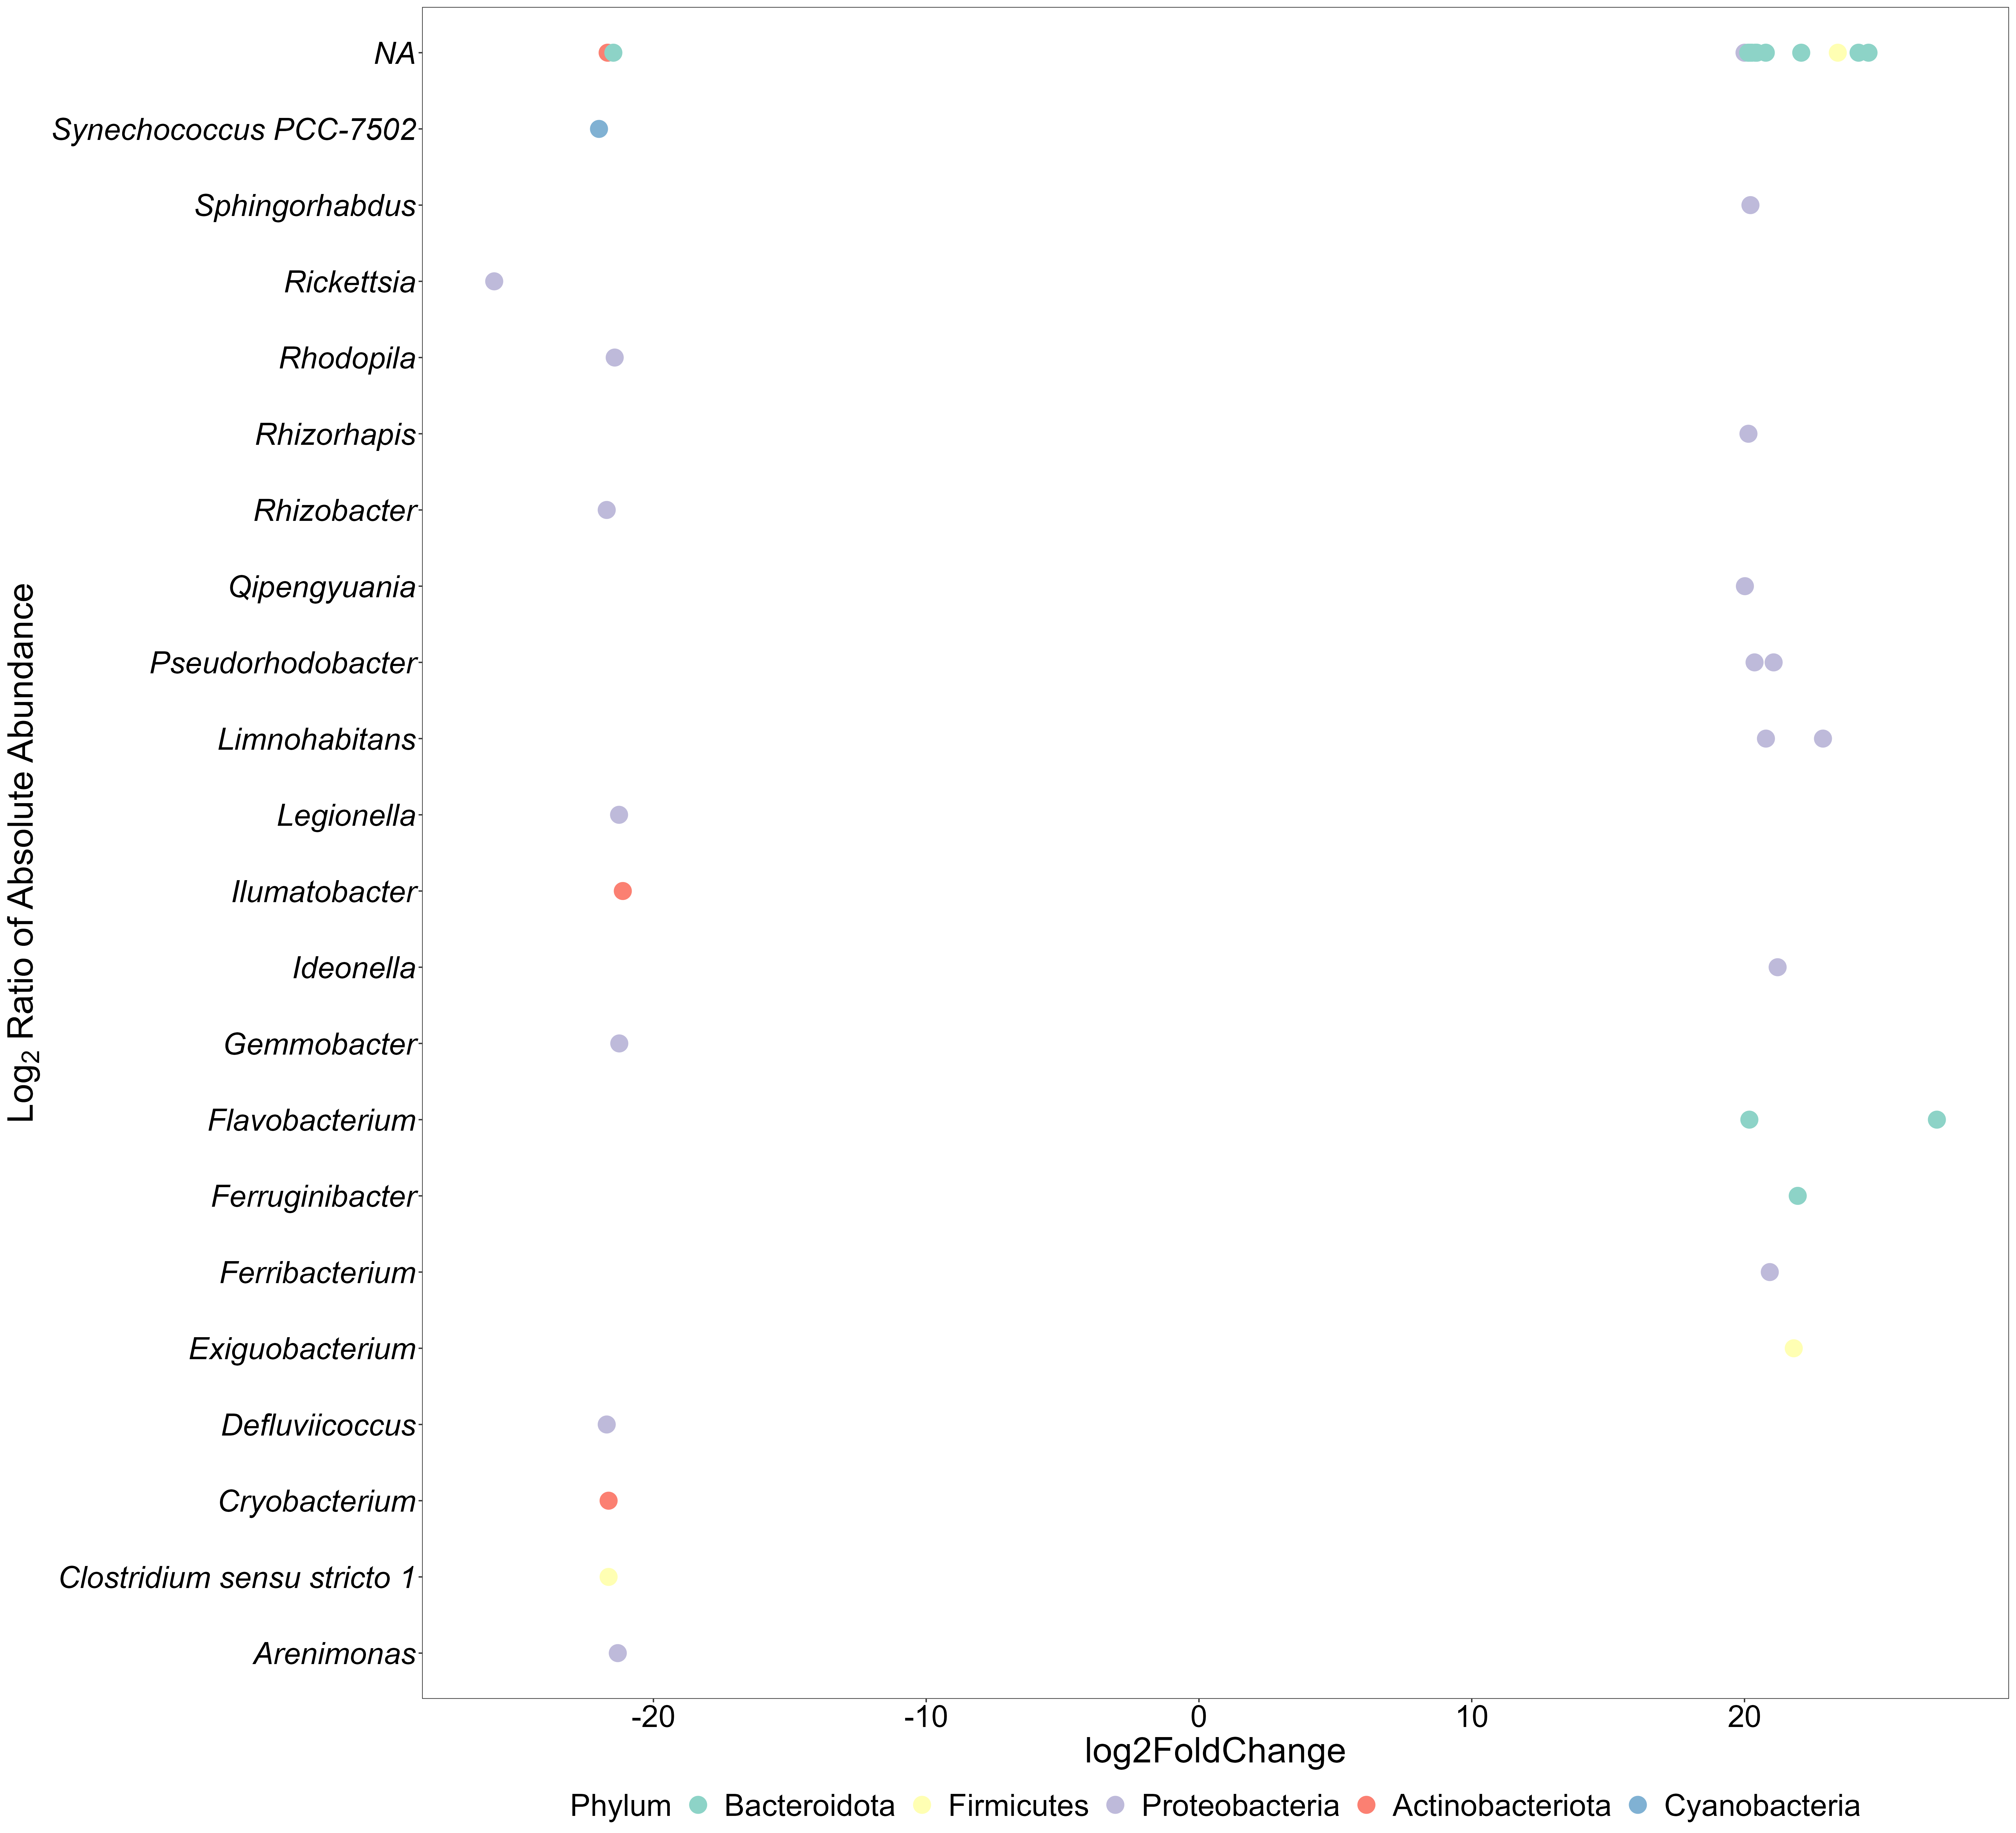 NA
Synechococcus PCC-7502
Sphingorhabdus
Rickettsia
Rhodopila
Rhizorhapis
Rhizobacter
Qipengyuania
Pseudorhodobacter
Limnohabitans
Legionella
Ilumatobacter
Ideonella
Gemmobacter
Flavobacterium
Ferruginibacter
Ferribacterium
Exiguobacterium
Defluviicoccus
Cryobacterium
Clostridium sensu stricto 1
Arenimonas
Log2 Ratio of Absolute Abundance
-20 -10 0 10 20
log2FoldChange
Phylum Bacteroidota Firmicutes Proteobacteria Actinobacteriota Cyanobacteria